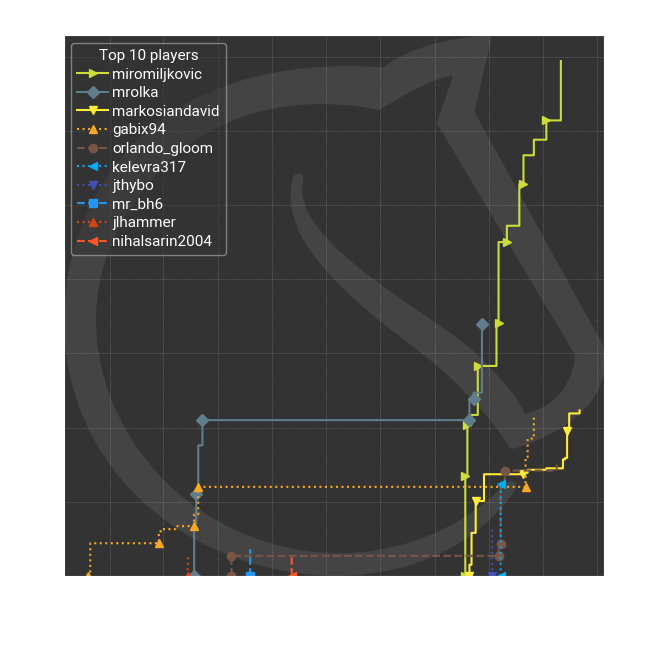 Top 10 players
miromiljkovic
mrolka
markosiandavid
gabix94
orlando_gloom
kelevra317
jthybo
mr_bh6
jlhammer
nihalsarin2004